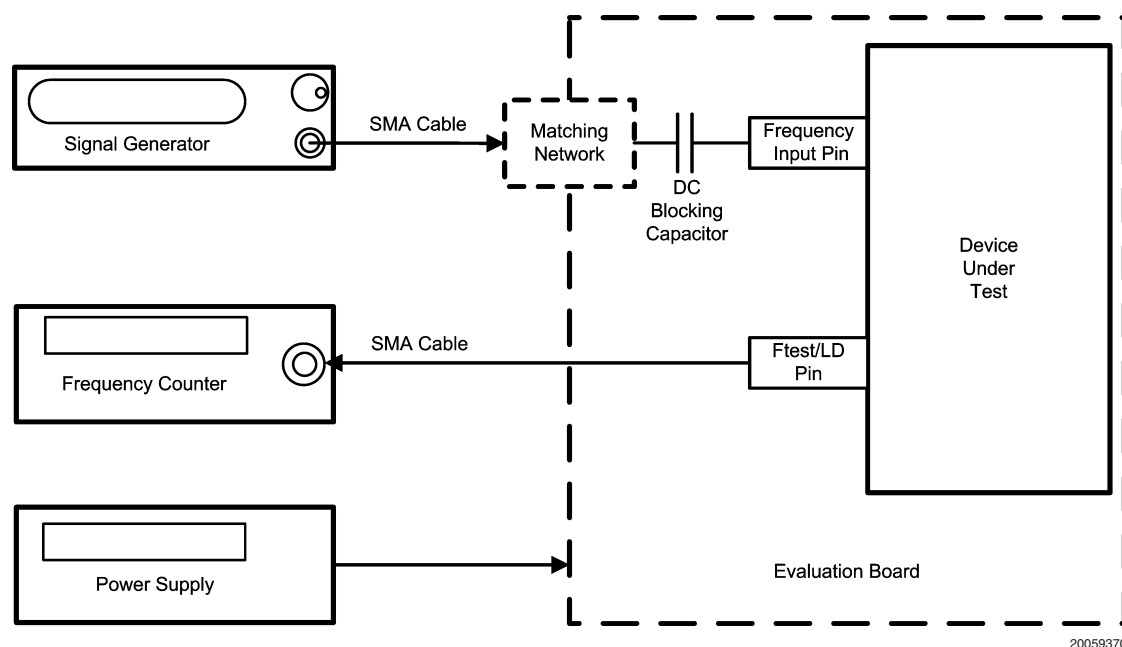 Signal Generator
SMA Cable
Matching
Network
DC
Blocking
Capacitor
Frequency
Input Pin
Device
Under
Test
Frequency Counter
SMA Cable
Ftest/LD
Pin
Power Supply
Evaluation Board
20059370